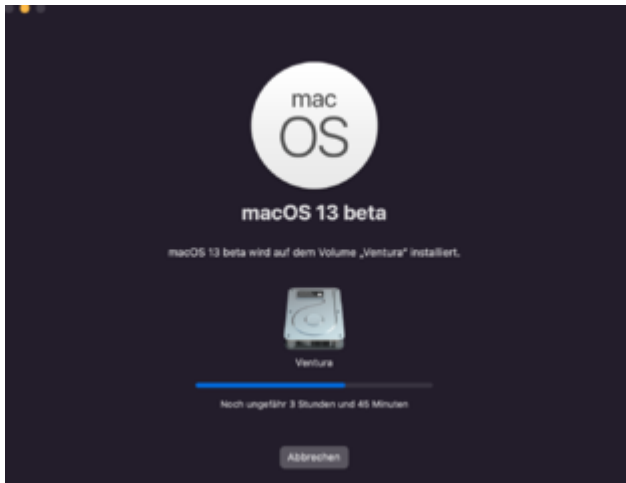 mac
OS
macOS 13 beta
macOS 13 beta wird auf dem Volume „Ventura“ installiert.
Ventura
Noch ungefähr 3 Stunden und 45 Minuten
Abbrechen